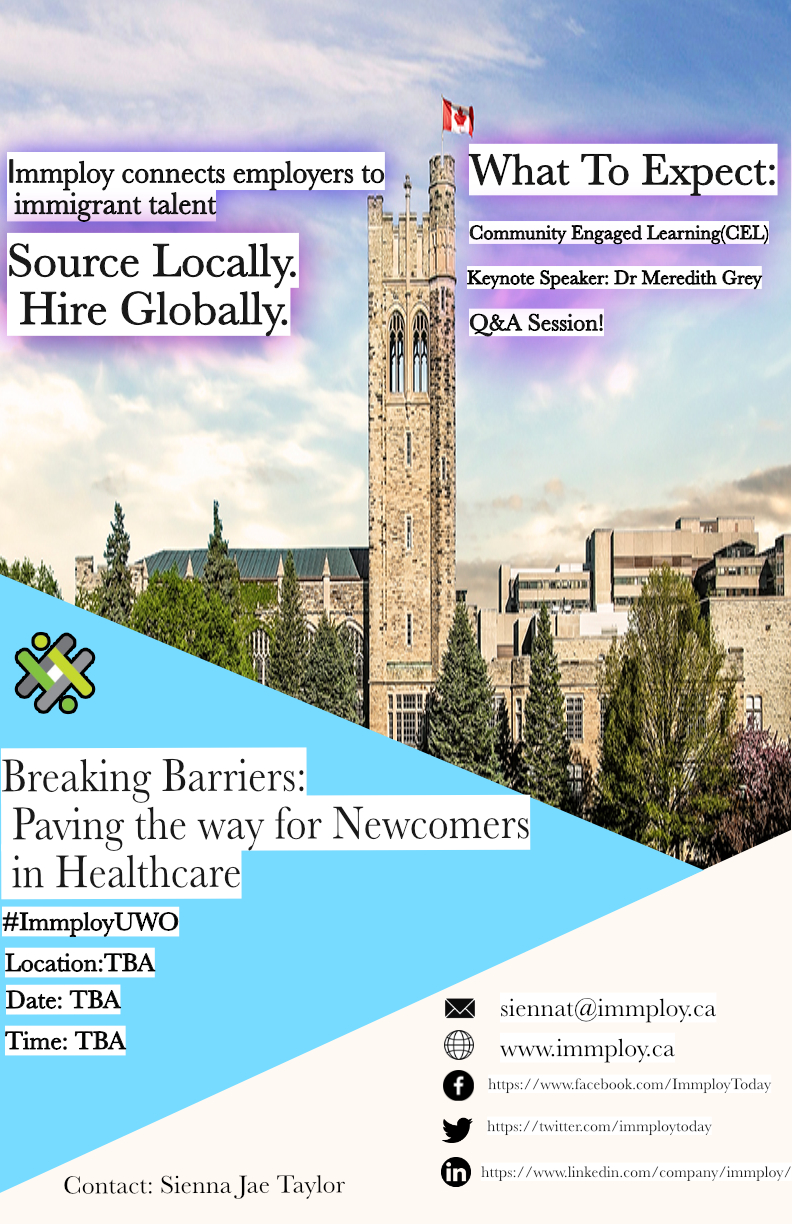 Immploy connects employers to
immigrant talent
Source Locally.
Hire Globally.
What To Expect:
Community Engaged Learning(CEL)
Keynote Speaker: Dr Meredith Grey
Q&A Session!
Breaking Barriers:
Paving the way for Newcomers
in Healthcare
#ImmployUWO
Location:TBA
Date: TBA
Time: TBA
siennat@immploy.ca
www.immploy.ca
https://www.facebook.com/ImmployToday
https://twitter.com/immploytoday
https://www.linkedin.com/company/immploy/
Contact: Sienna Jae Taylor